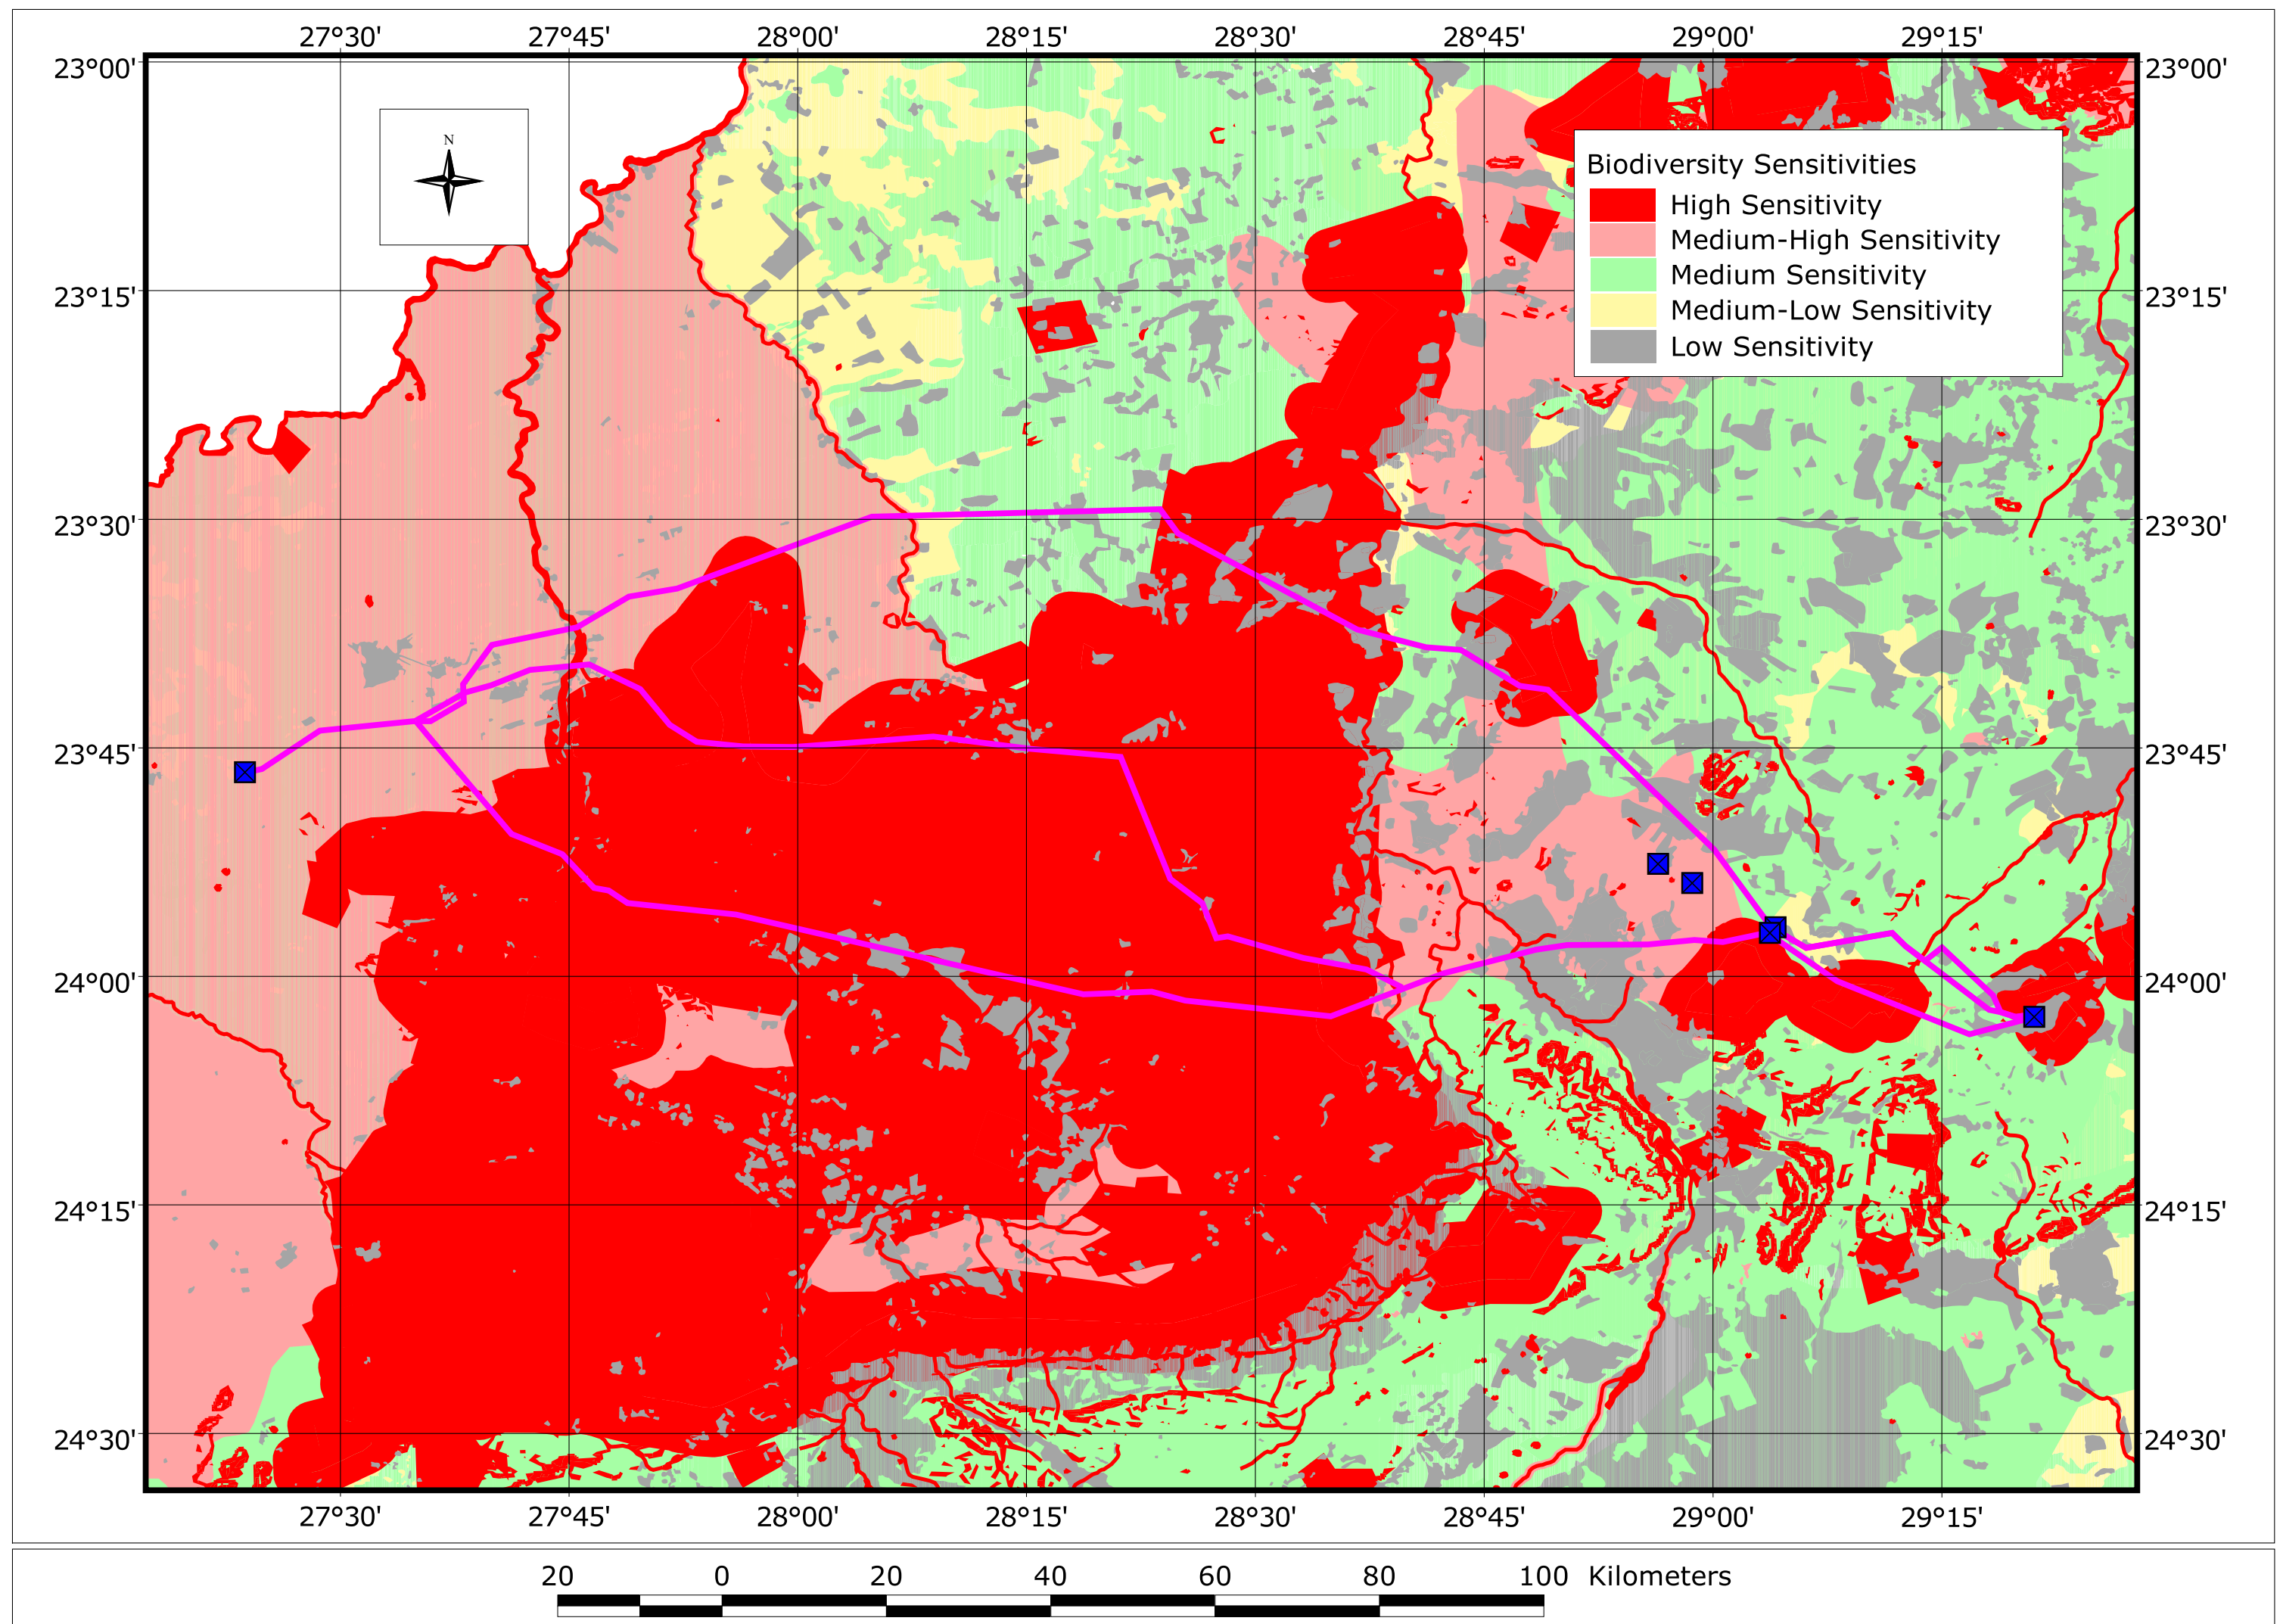 27°30' 27°45' 28°00' 28°15' 28°30' 28°45' 29°00' 29°15'
23°00' 23°00'
N
Biodiversity Sensitivities
High Sensitivity
Medium-High Sensitivity
23°15' Medium Sensitivity 23°15'
Medium-Low Sensitivity
Low Sensitivity
23°30' 23°30'
23°45' 23°45'
24°00' 24°00'
24°15' 24°15'
24°30' 24°30'
27°30' 27°45' 28°00' 28°15' 28°30' 28°45' 29°00' 29°15'
20 0 20 40 60 80 100 Kilometers